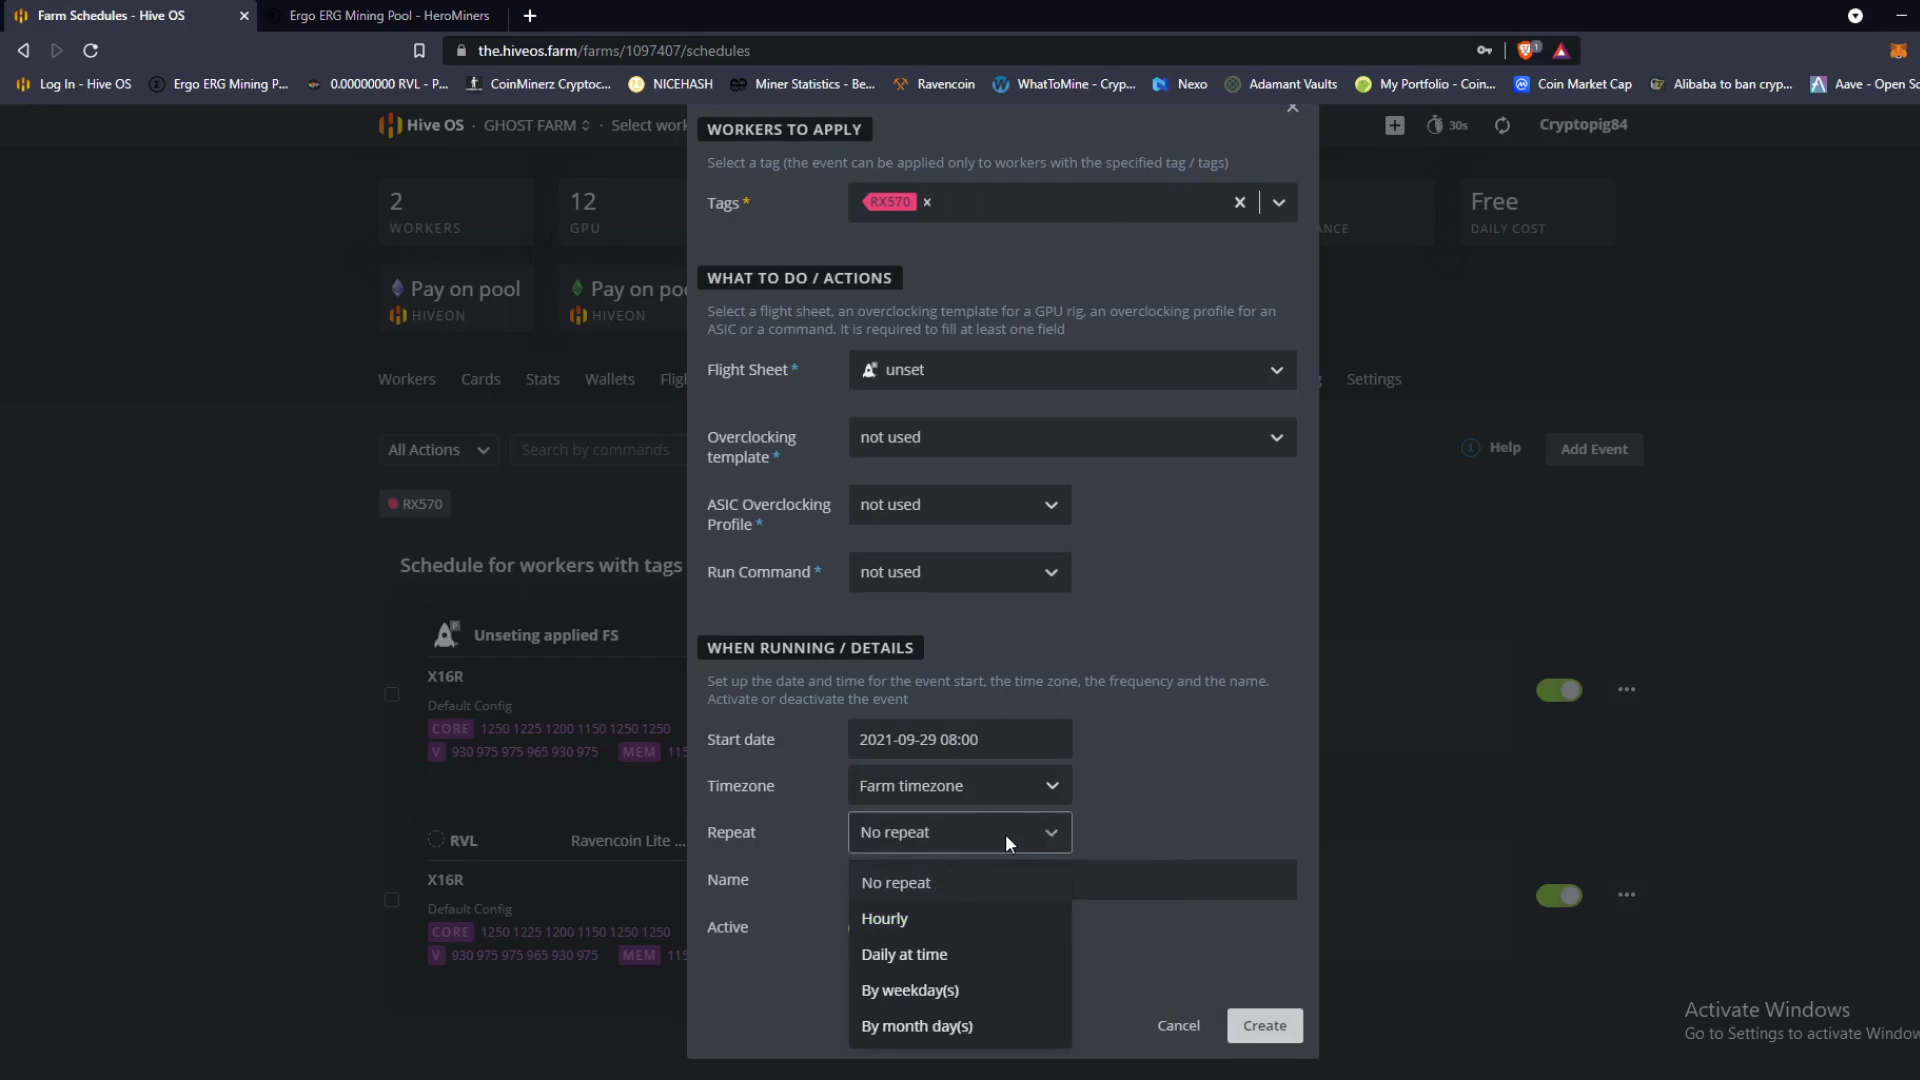 Farm Schedules - Hive OS
Ergo ERG Mining Pool - HeroMiners
the.hiveos.farm/farms/1097407/schedules
1
Log In - Hive OS
Ergo ERG Mining P...
0.00000000 RVL - P...
CoinMinerz Cryptoc...
NICEHASH
Miner Statistics - Be...
Ravencoin
WhatToMine - Cryp...
Nexo
Adamant Vaults
My Portfolio - Coin...
Coin Market Cap
Alibaba to ban cryp...
Aave - Open So
Hive OS · GHOST FARM · Select work
30s
Cryptopig84
2
WORKERS
12
GPU
ANCE
Free
DAILY COST
Pay on pool
HIVEON
Pay on poo
HIVEON
Workers
Cards
Stats
Wallets
Fligh
Settings
All Actions
Search by commands
Help
Add Event
RX570
Schedule for workers with tags
Unseting applied FS
X16R
Default Config
CORE 1250 1225 1200 1150 1250 1250
V 930 975 975 965 930 975 MEM 115
RVL
Ravencoin Lite ...
X16R
Default Config
CORE 1250 1225 1200 1150 1250 1250
V 930 975 975 965 930 975 MEM 115
WORKERS TO APPLY
Select a tag (the event can be applied only to workers with the specified tag / tags)
Tags *
RX570
WHAT TO DO / ACTIONS
Select a flight sheet, an overclocking template for a GPU rig, an overclocking profile for an
ASIC or a command. It is required to fill at least one field
Flight Sheet *
unset
Overclocking
template *
not used
ASIC Overclocking
Profile *
not used
Run Command *
not used
WHEN RUNNING / DETAILS
Set up the date and time for the event start, the time zone, the frequency and the name.
Activate or deactivate the event
Start date
2021-09-29 08:00
Timezone
Farm timezone
Repeat
No repeat
Name
No repeat
Hourly
Active
Daily at time
By weekday(s)
By month day(s)
Cancel
Create
Activate Windows
Go to Settings to activate Window